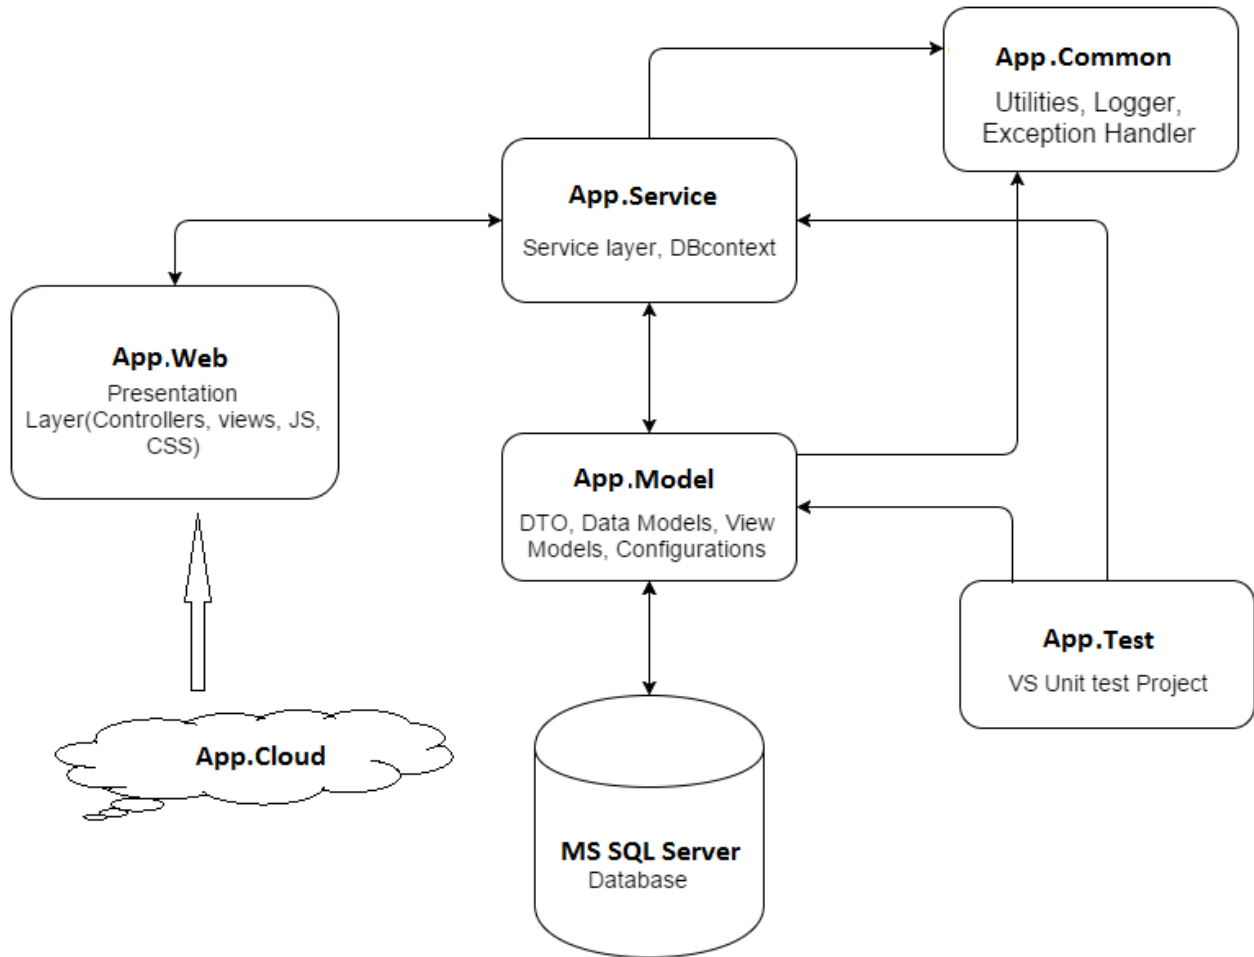 App.Common
Utilities, Logger,
Exception Handler
App.Service
Service layer, DBcontext
App.Web
Presentation
Layer(Controllers, views, JS,
CSS)
App.Model
DTO, Data Models, View
Models, Configurations
App.Test
VS Unit test Project
App.Cloud
MS SQL Server
Database